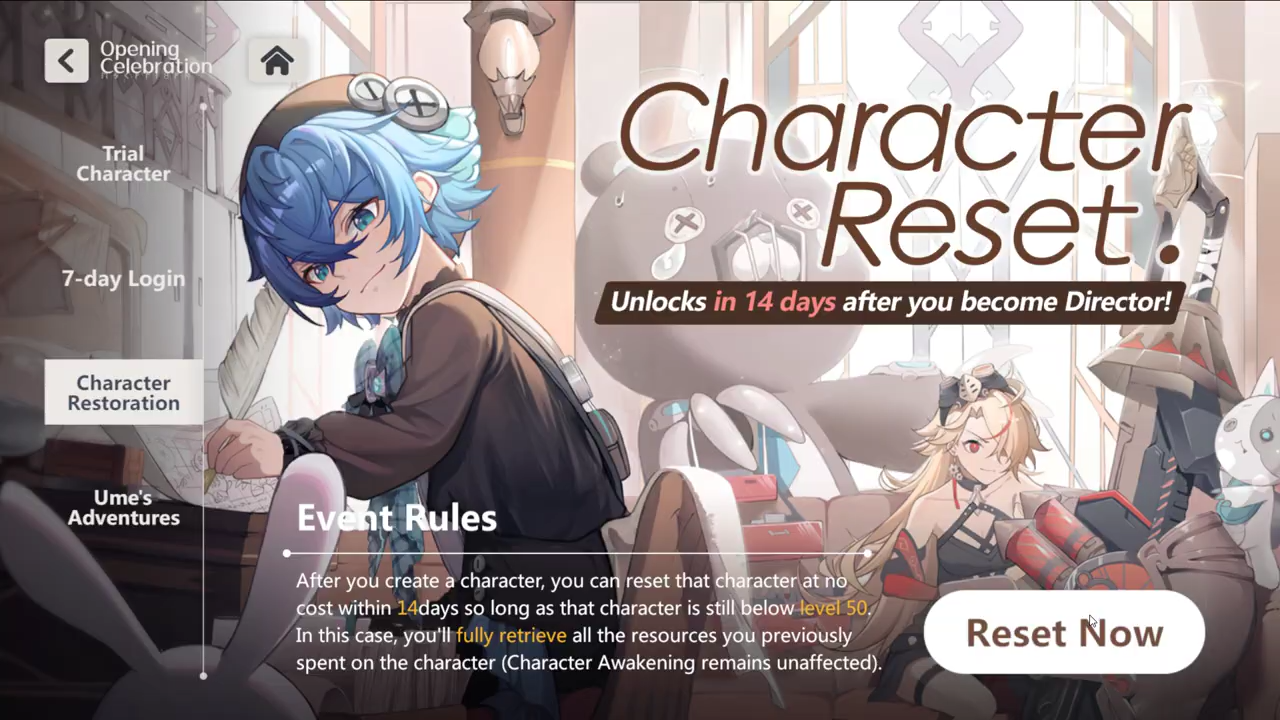 Opening
Celebration
Trial
Character
7-day Login
Character
Restoration
Ume's
Adventures
Character
Reset.
Unlocks in 14 days after you become Director!
Event Rules
After you create a character, you can reset that character at no
cost within 14days so long as that character is still below level 50.
In this case, you'll fully retrieve all the resources you previously
spent on the character (Character Awakening remains unaffected).
Reset Now